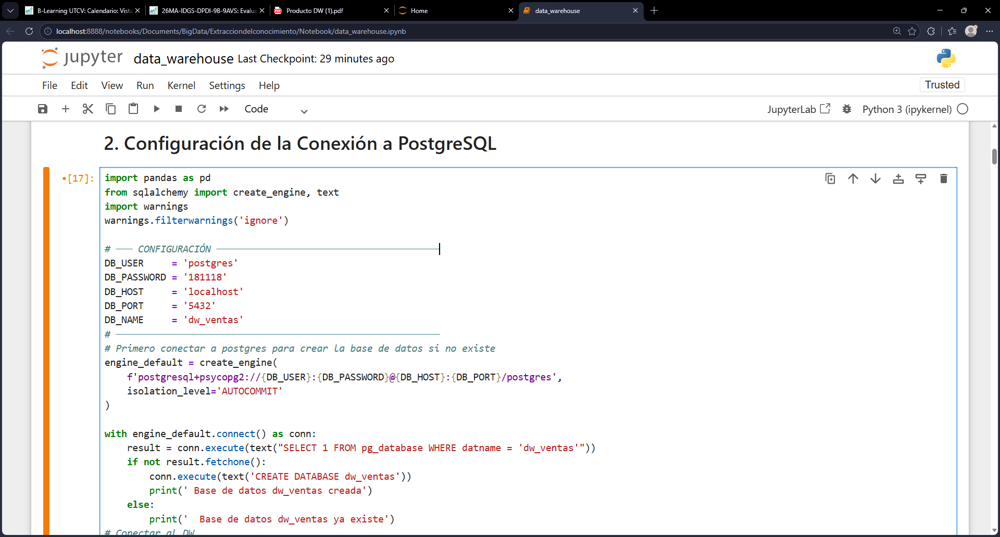 B-Learning UTCV: Calendario: Vista
26MA-IDGS-DPDI-9B-9AVS: Evalua
Producto DW (1).pdf
Home
data_warehouse
localhost:8888/notebooks/Documents/BigData/Extracciondelconocimiento/Notebook/data_warehouse.ipynb
jupyter data_warehouse Last Checkpoint: 29 minutes ago
File Edit View Run Kernel Settings Help
Trusted
Code
JupyterLab
Python 3 (ipykernel)
2. Configuración de la Conexión a PostgreSQL
•[17]:
import pandas as pd
from sqlalchemy import create_engine, text
import warnings
warnings.filterwarnings('ignore')
# ─── CONFIGURACIÓN ────────────────────────────────────────
DB_USER     = 'postgres'
DB_PASSWORD = '181118'
DB_HOST     = 'localhost'
DB_PORT     = '5432'
DB_NAME     = 'dw_ventas'
# ──────────────────────────────────────────────────────────
# Primero conectar a postgres para crear la base de datos si no existe
engine_default = create_engine(
    f'postgresql+psycopg2://{DB_USER}:{DB_PASSWORD}@{DB_HOST}:{DB_PORT}/postgres',
    isolation_level='AUTOCOMMIT'
)
with engine_default.connect() as conn:
    result = conn.execute(text("SELECT 1 FROM pg_database WHERE datname = 'dw_ventas'"))
    if not result.fetchone():
        conn.execute(text('CREATE DATABASE dw_ventas'))
        print(' Base de datos dw_ventas creada')
    else:
        print('  Base de datos dw_ventas ya existe')
# Conectar al DW